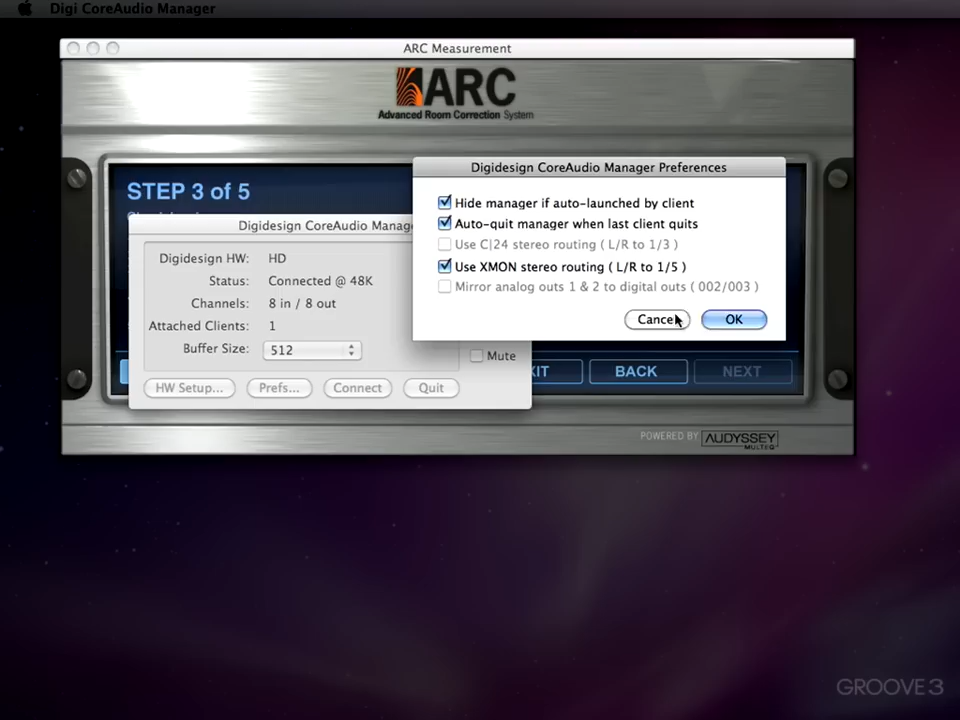 Digi CoreAudio Manager
ARC Measurement
ARC
Advanced Room Correction System
STEP 3 of 5
Digidesign CoreAudio Manager Preferences
Hide manager if auto-launched by client
Auto-quit manager when last client quits
Use C|24 stereo routing ( L/R to 1/3 )
Use XMON stereo routing ( L/R to 1/5 )
Mirror analog outs 1 & 2 to digital outs ( 002/003 )
Cancel
OK
Digidesign CoreAudio Manag
Digidesign HW: HD
Status: Connected @ 48K
Channels: 8 in / 8 out
Attached Clients: 1
Buffer Size: 512
Mute
HW Setup... Prefs... Connect Quit
BACK NEXT
POWERED BY AUDYSSEY
MULTEQ
GROOVE3